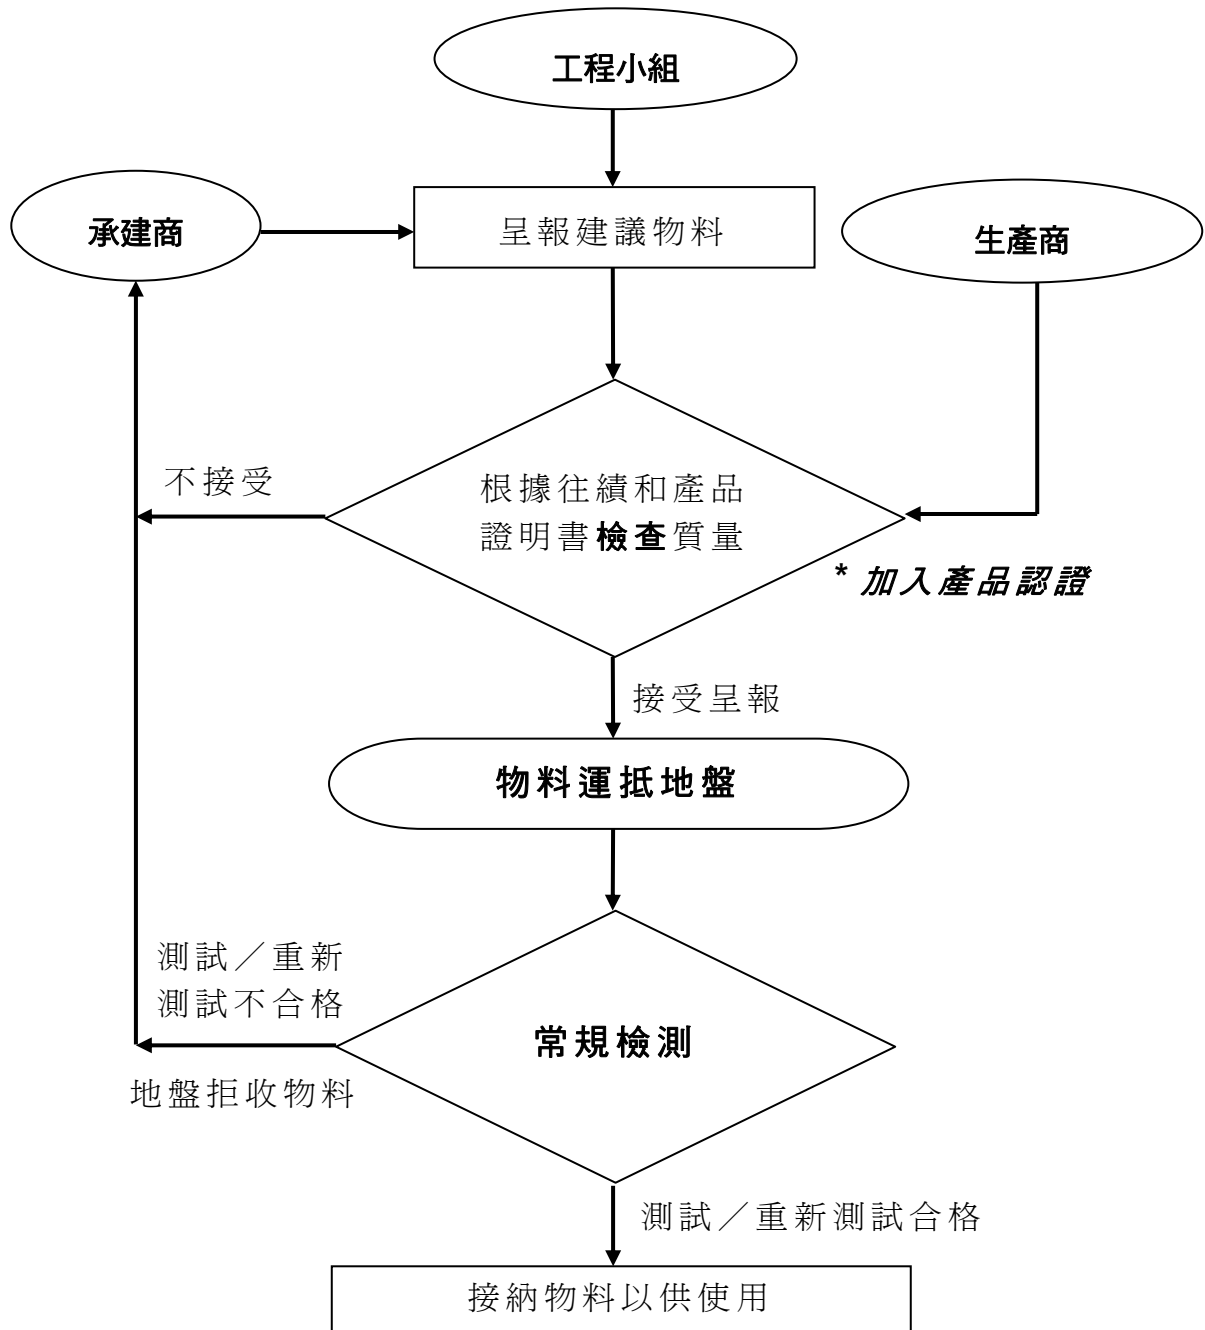 工程小組
承建商
呈報建議物料
生產商
不接受
根據往績和產品
證明書檢查質量
* 加入產品認證
接受呈報
物料運抵地盤
測試／重新
測試不合格
常規檢測
地盤拒收物料
測試／重新測試合格
接納物料以供使用